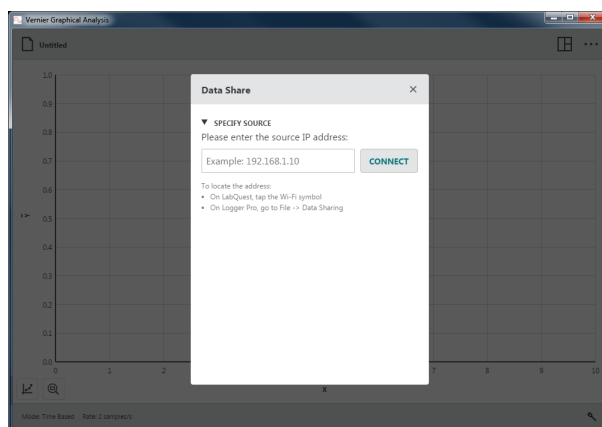 Vernier Graphical Analysis
Untitled
Data Share
SPECIFY SOURCE
Please enter the source IP address:
Example: 192.168.1.10
CONNECT
To locate the address:
• On LabQuest, tap the Wi-Fi symbol
• On Logger Pro, go to File -> Data Sharing
1.0
0.9
0.8
0.7
0.6
0.5
0.4
0.3
0.2
0.1
0.0
Y
0 1 2 7 8 9 10
X
Mode: Time Based Rate: 2 samples/s